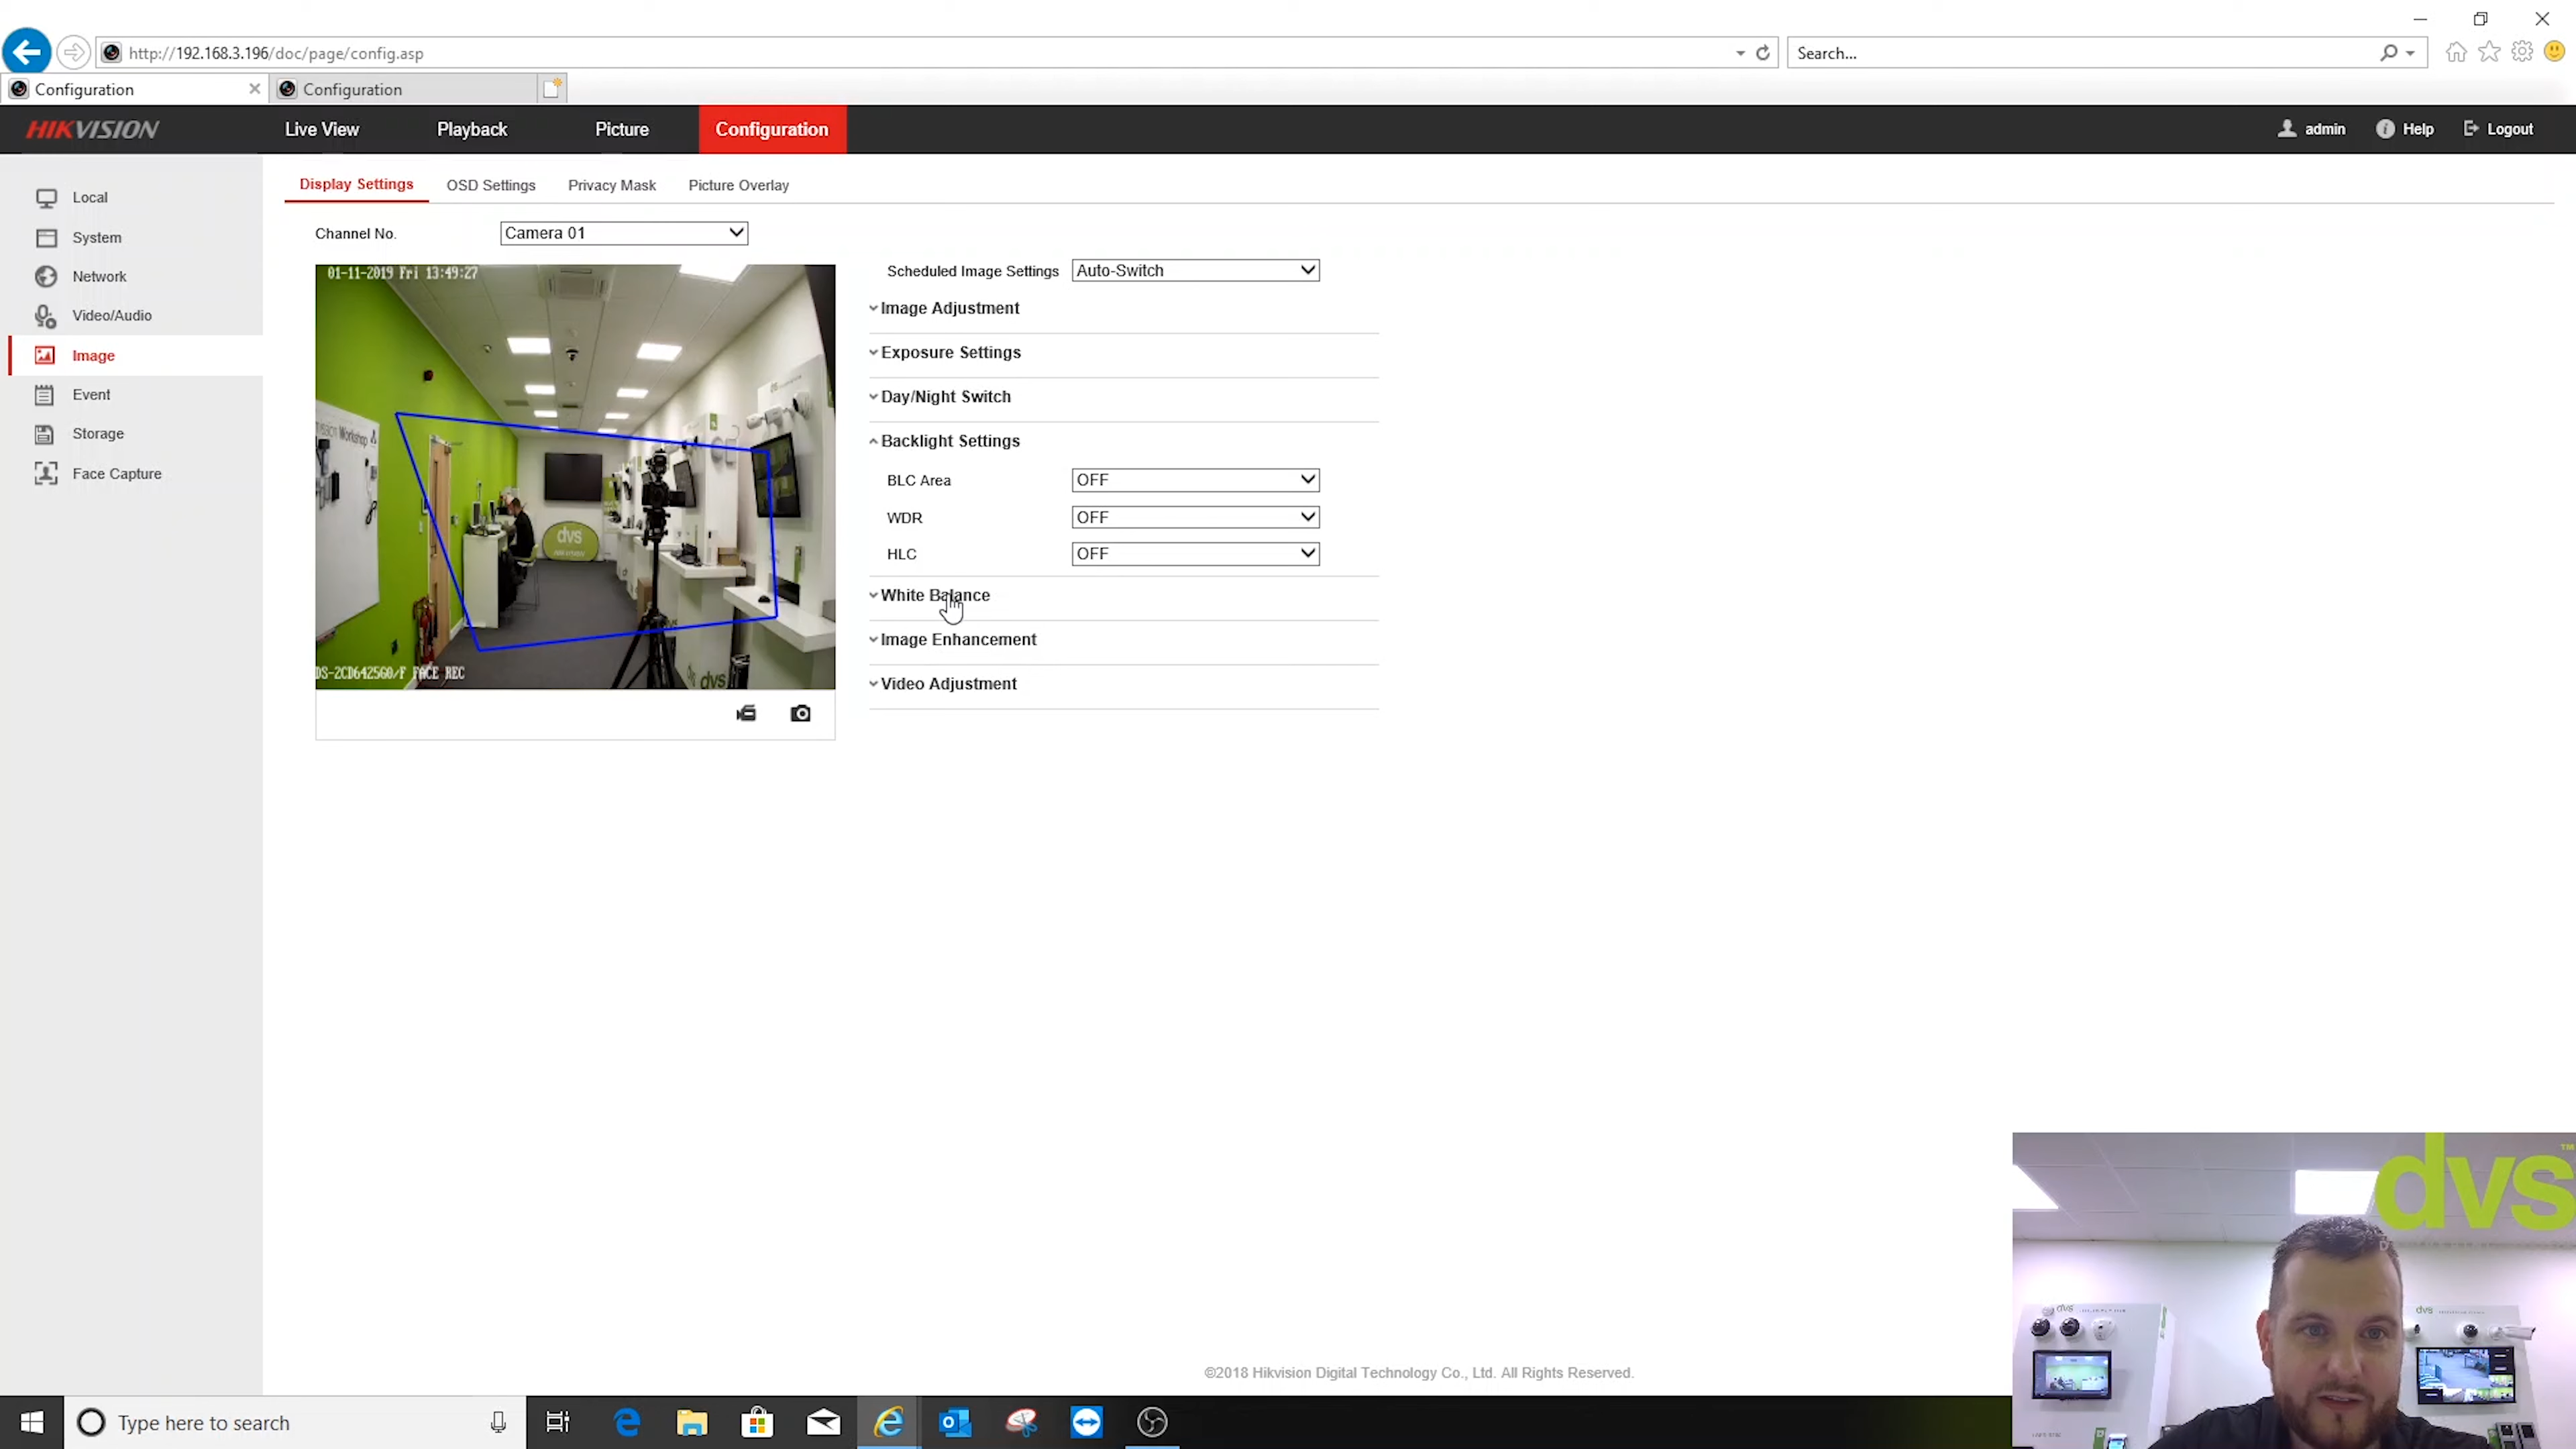 http://192.168.3.196/doc/page/config.asp
Search...
Configuration
Configuration
HIKVISION
Live View
Playback
Picture
Configuration
admin
Help
Logout
Local
System
Network
Video/Audio
Image
Event
Storage
Face Capture
Display Settings
OSD Settings
Privacy Mask
Picture Overlay
Channel No.
Camera 01
01-11-2019 Fri 13:49:27
Workshop
dvs
dvs
DS-2CD6425G0/F FACE REC
Scheduled Image Settings
Auto-Switch
Image Adjustment
Exposure Settings
Day/Night Switch
Backlight Settings
BLC Area
OFF
WDR
OFF
HLC
OFF
White Balance
Image Enhancement
Video Adjustment
©2018 Hikvision Digital Technology Co., Ltd. All Rights Reserved.
dvs™
dvs
dvs
Type here to search